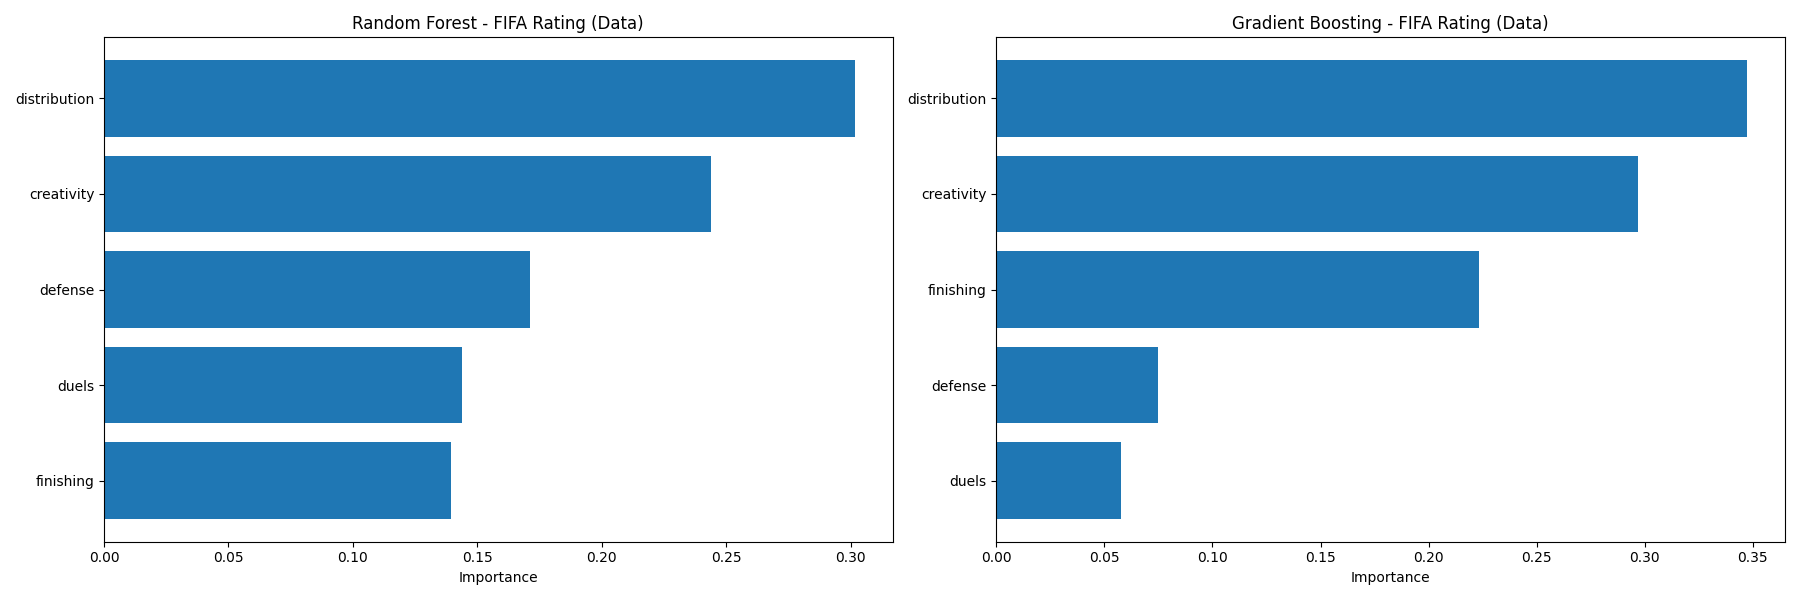 Random Forest - FIFA Rating (Data)
distribution
creativity
defense
duels
finishing
0.00 0.05 0.10 0.15 0.20 0.25 0.30
Importance
Gradient Boosting - FIFA Rating (Data)
distribution
creativity
finishing
defense
duels
0.00 0.05 0.10 0.15 0.20 0.25 0.30 0.35
Importance